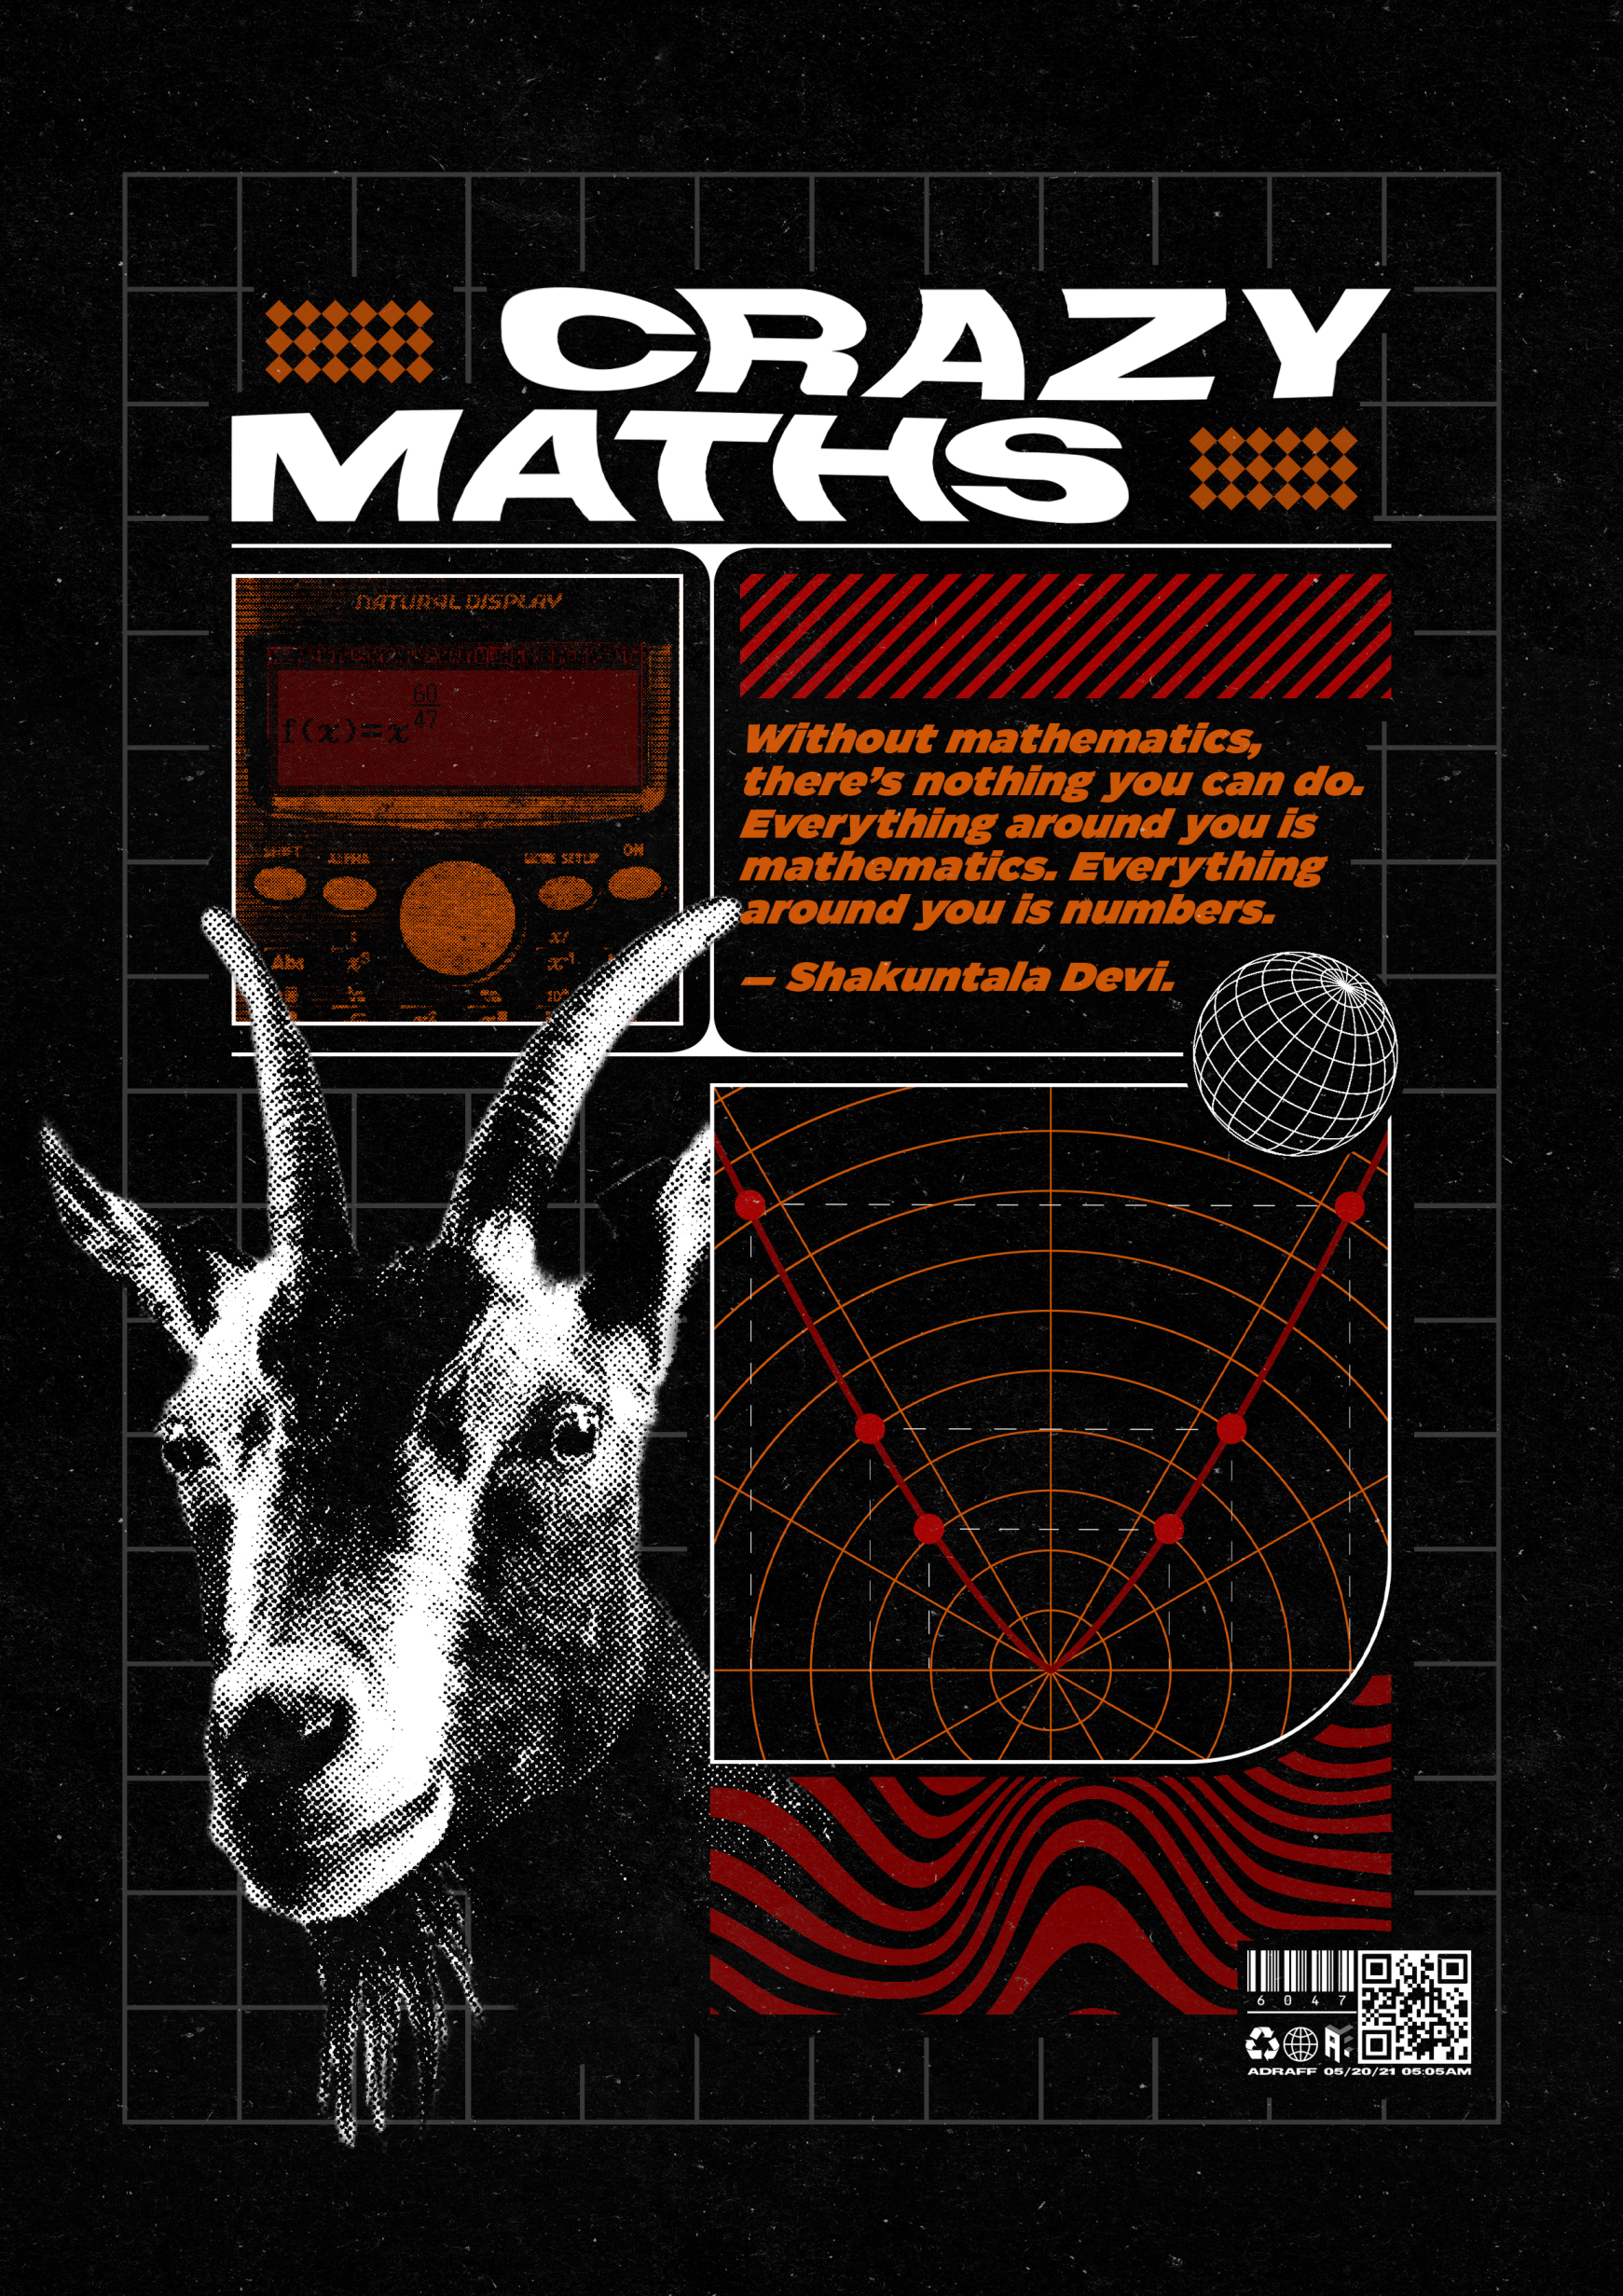 CRAZY
MATHS
NATURAL DISPLAY
f(x)=x^60/47
SHIFT ALPHA MODE SETUP ON
Abs x³ x⁻¹
Without mathematics,
there's nothing you can do.
Everything around you is
mathematics. Everything
around you is numbers.
— Shakuntala Devi.
6 0 4 7
ADRAFF 05/20/21 05:05AM